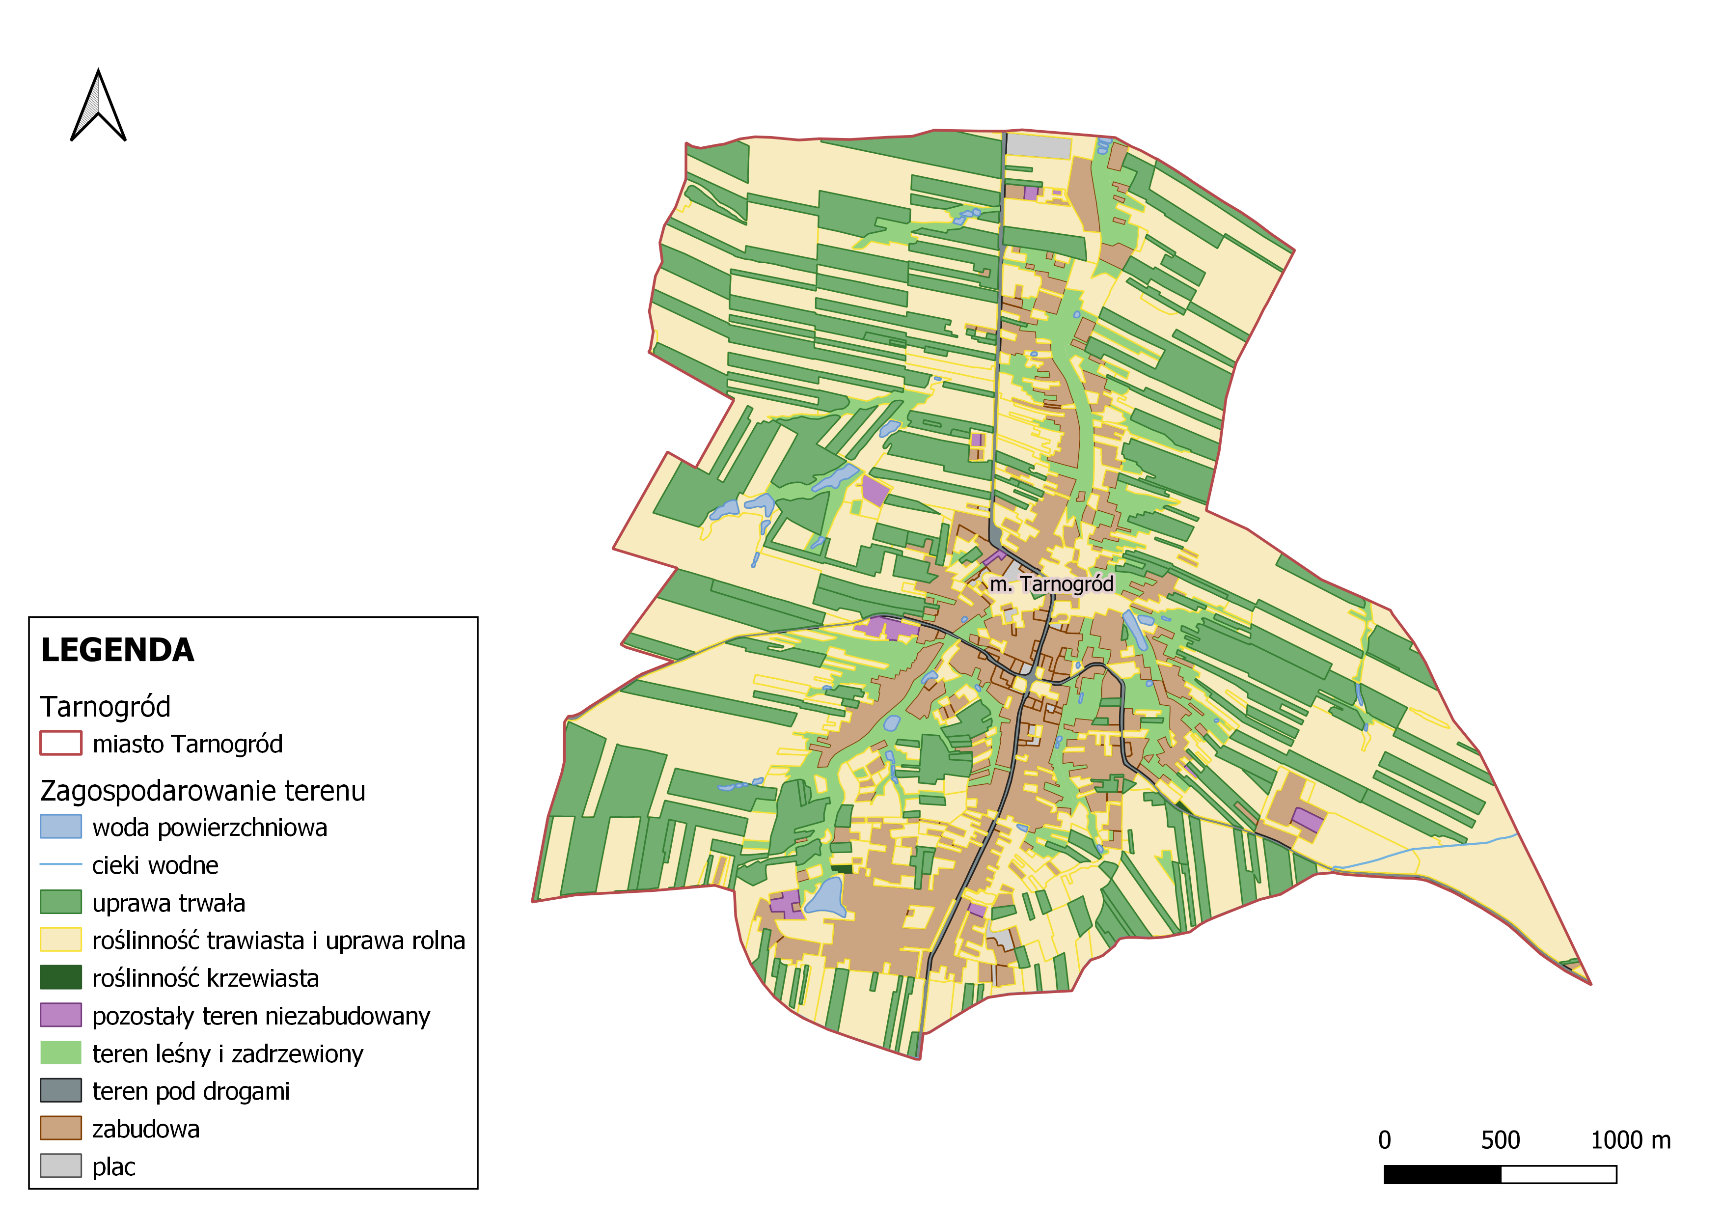 m. Tarnogród
LEGENDA
Tarnogród
miasto Tarnogród
Zagospodarowanie terenu
woda powierzchniowa
cieki wodne
uprawa trwała
roślinność trawiasta i uprawa rolna
roślinność krzewiasta
pozostały teren niezabudowany
teren leśny i zadrzewiony
teren pod drogami
zabudowa
plac
0 500 1000 m